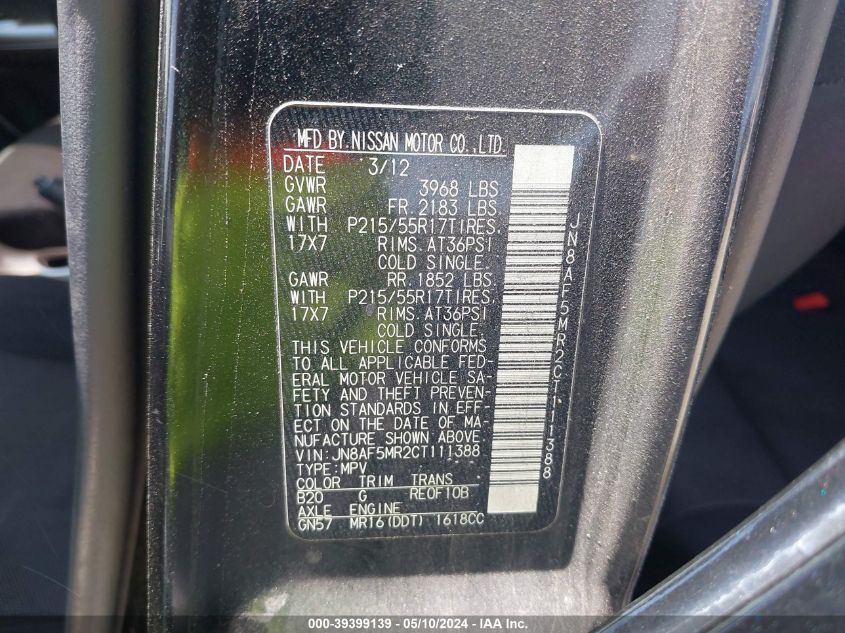 MFD BY NISSAN MOTOR CO.,LTD.
DATE 3/12
GVWR 3968 LBS
GAWR FR. 2183 LBS.
WITH P215/55R17TIRES.
17X7 RIMS. AT36PSI
COLD SINGLE.
GAWR RR. 1852 LBS.
WITH P215/55R17TIRES.
17X7 RIMS. AT36PSI
COLD SINGLE.
THIS VEHICLE CONFORMS
TO ALL APPLICABLE FED-
ERAL MOTOR VEHICLE SA-
FETY AND THEFT PREVEN-
TION STANDARDS IN EFF-
ECT ON THE DATE OF MA-
NUFACTURE SHOWN ABOVE.
VIN:JN8AF5MR2CT111388
TYPE:MPV
COLOR TRIM TRANS
B20 G RE0F10B
AXLE ENGINE
GN57 MR16(DDT) 1618CC
JN8AF5MR2CT111388
000-39399139 - 05/10/2024 - IAA Inc.